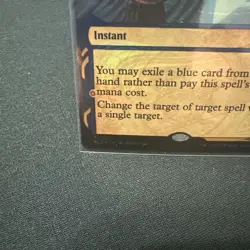 Instant
You may exile a blue card from
hand rather than pay this spell's
mana cost.
Change the target of target spell
a single target.